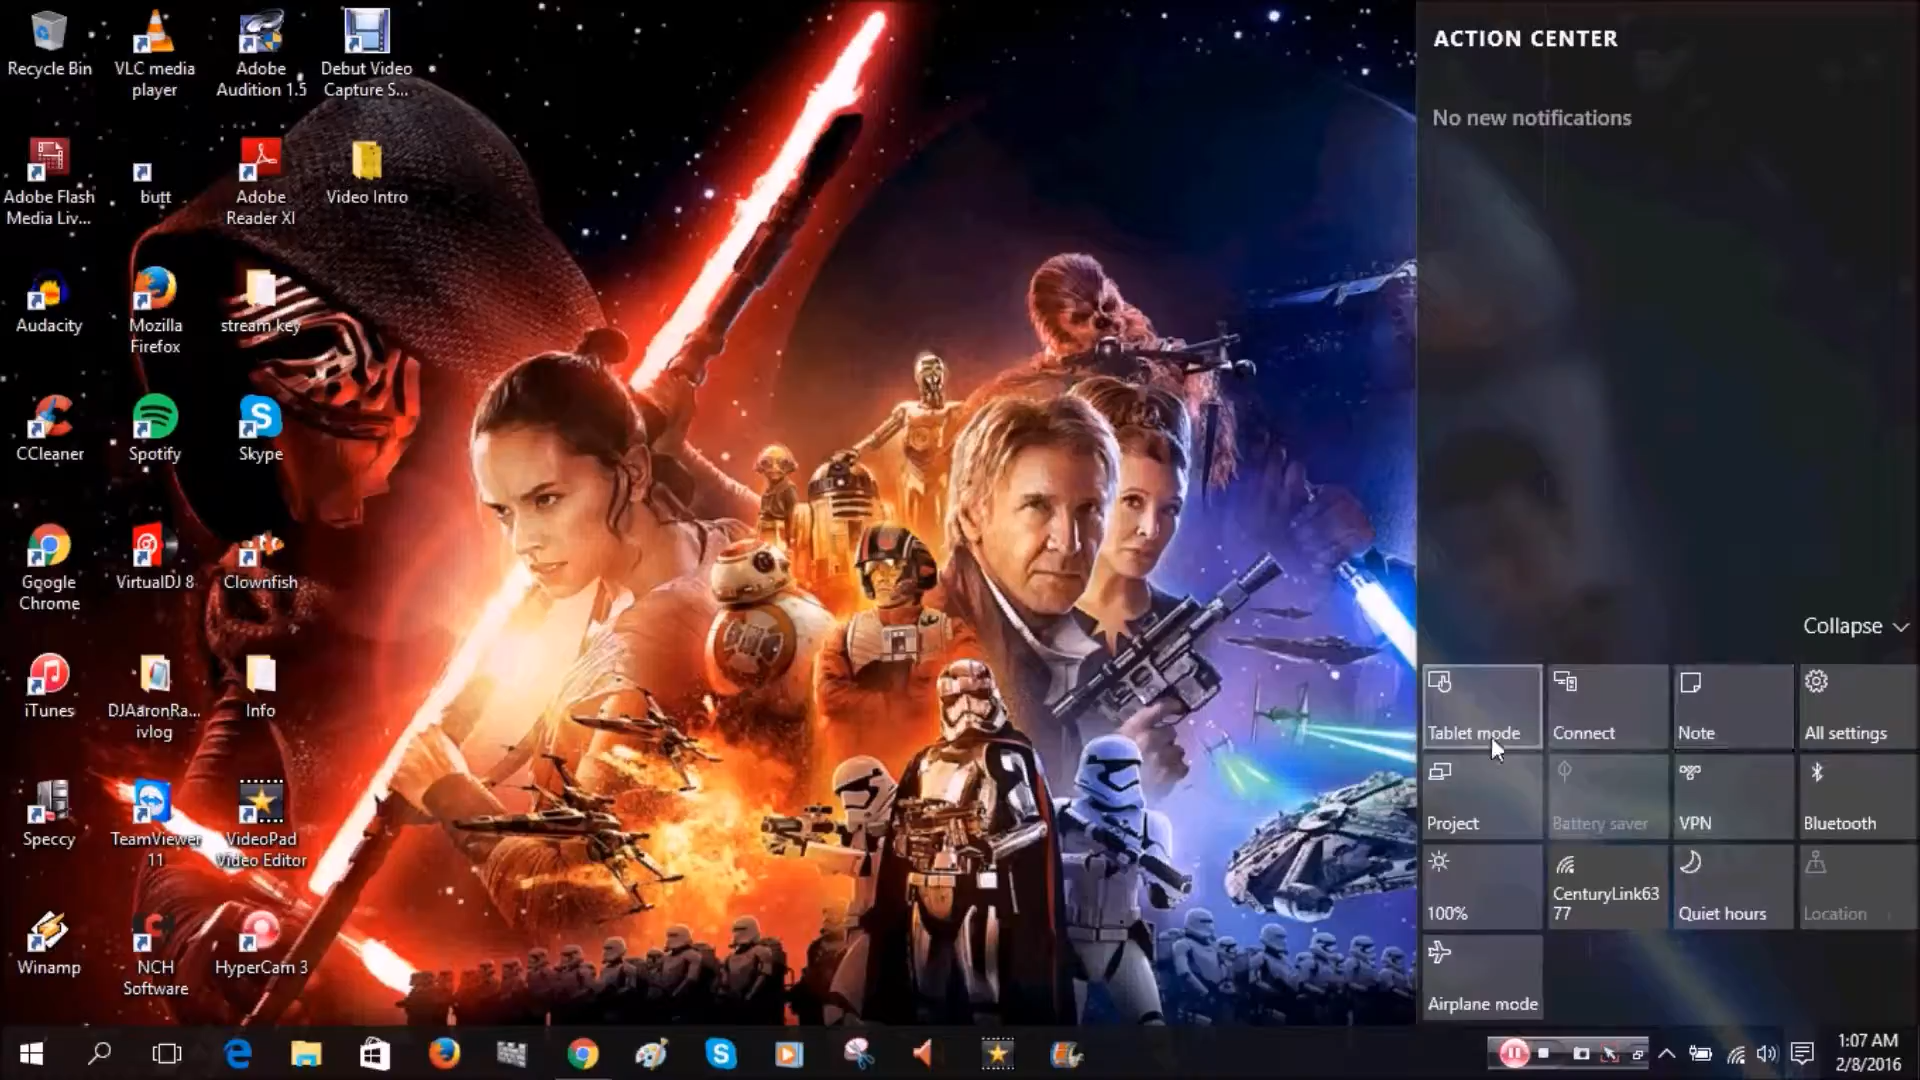 Recycle Bin
VLC media
player
Adobe
Audition 1.5
Debut Video
Capture S...
Adobe Flash
Media Liv...
butt
Adobe
Reader XI
Video Intro
Audacity
Mozilla
Firefox
stream key
CCleaner
Spotify
Skype
Google
Chrome
VirtualDJ 8
Clownfish
iTunes
DJAaronRa...
ivlog
Info
Speccy
TeamViewer
11
VideoPad
Video Editor
Winamp
NCH
Software
HyperCam 3
ACTION CENTER
No new notifications
Collapse
Tablet mode
Connect
Note
All settings
Project
Battery saver
VPN
Bluetooth
100%
CenturyLink63
77
Quiet hours
Location
Airplane mode
1:07 AM
2/8/2016